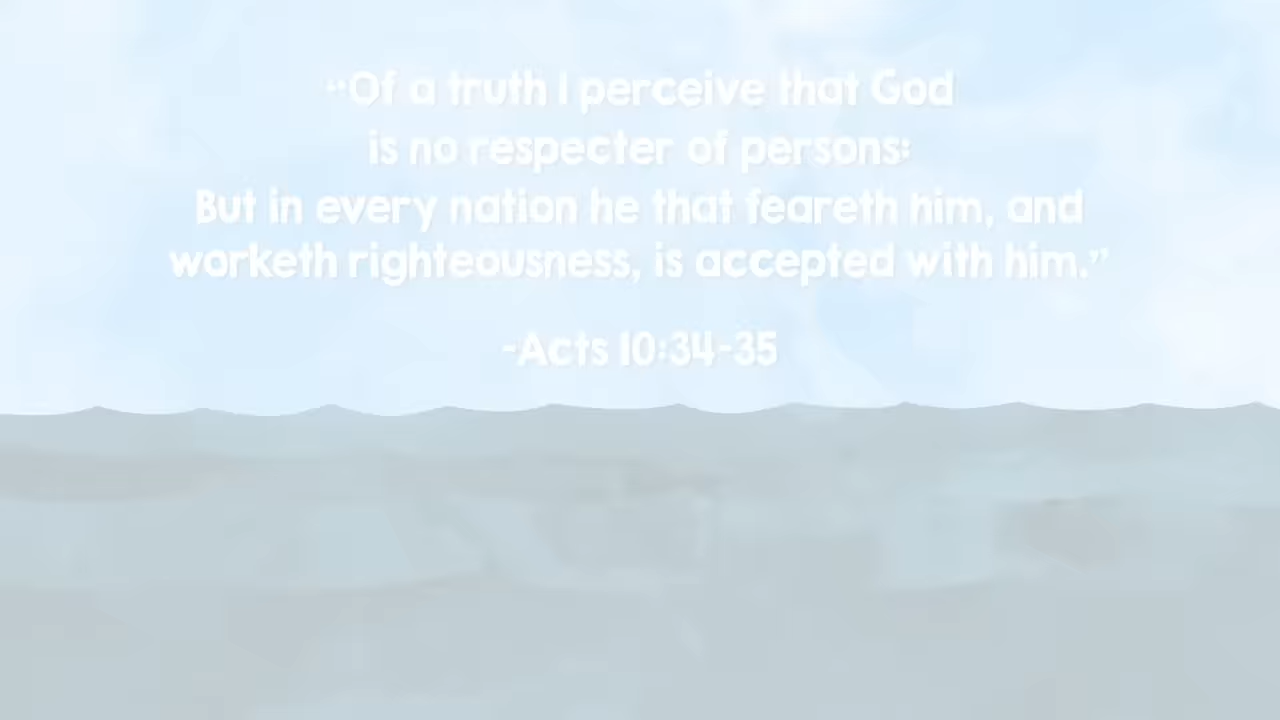 “Of a truth I perceive that God
is no respecter of persons:
But in every nation he that feareth him, and
worketh righteousness, is accepted with him.”
-Acts 10:34-35